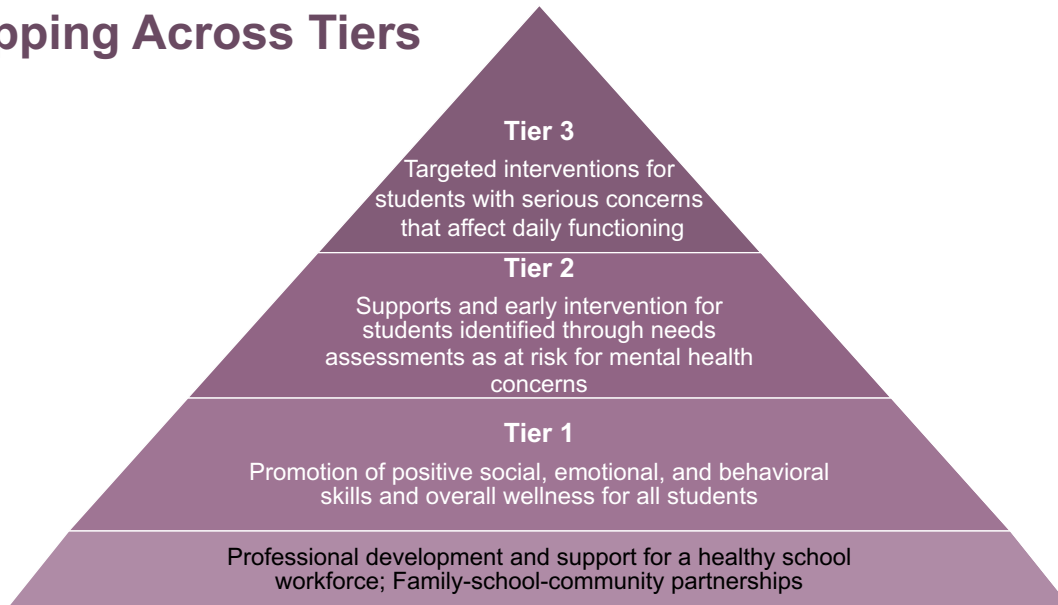 pping Across Tiers
Tier 3
Targeted interventions for
students with serious concerns
that affect daily functioning
Tier 2
Supports and early intervention for
students identified through needs
assessments as at risk for mental health
concerns
Tier 1
Promotion of positive social, emotional, and behavioral
skills and overall wellness for all students
Professional development and support for a healthy school
workforce; Family-school-community partnerships